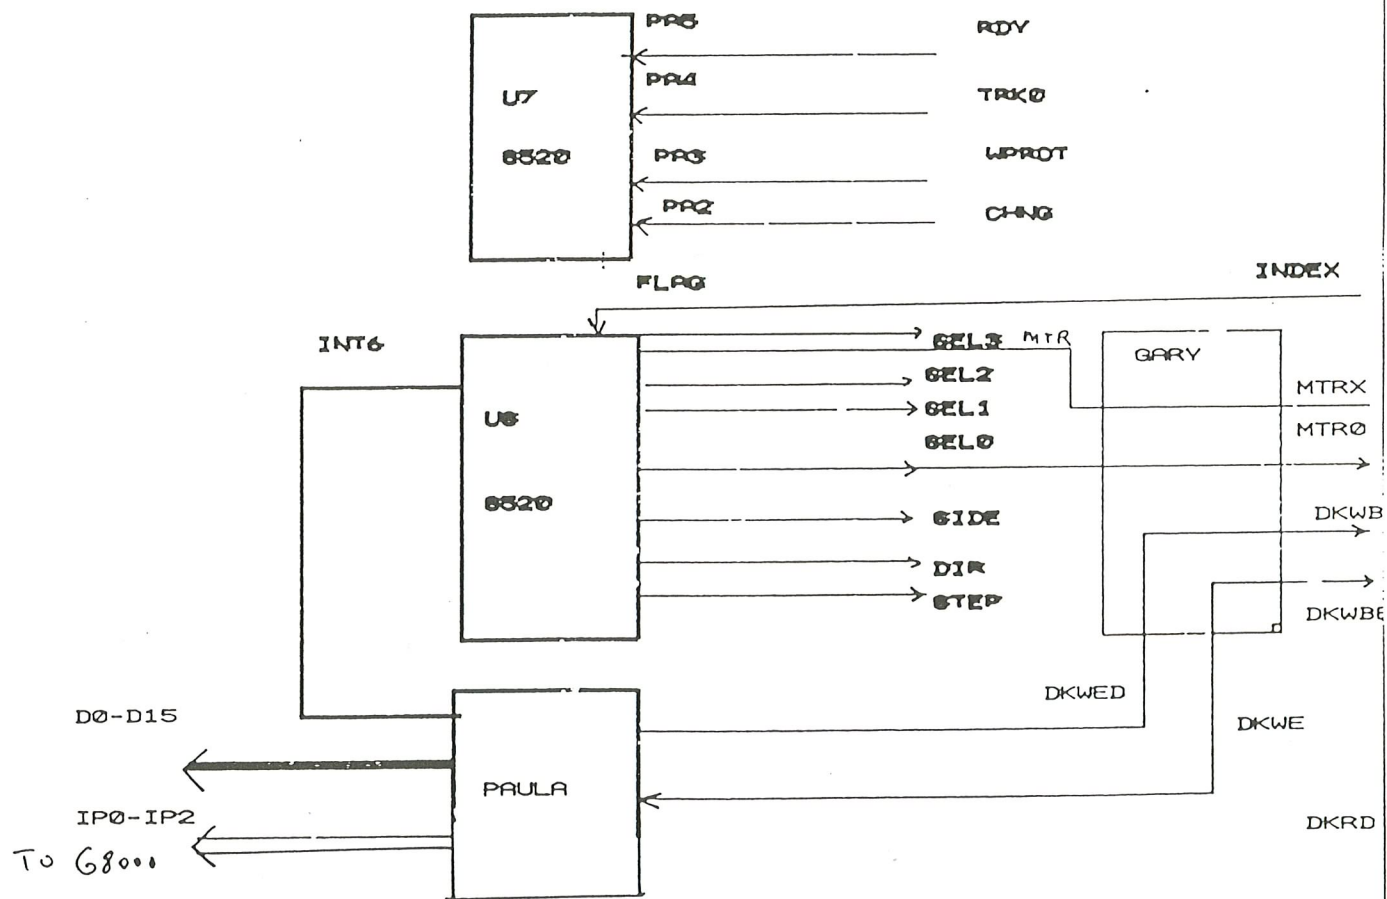 PA5
RDY
U7
PA4
TRK0
8520
PA3
WPROT
PA2
CHNG
FLAG
INDEX
INT6
SEL3 MTR
GARY
SEL2
MTRX
U8
SEL1
MTR0
SEL0
8520
SIDE
DKWB
DIR
STEP
DKWBE
DKWED
D0-D15
DKWE
PAULA
IP0-IP2
DKRD
TO 68000